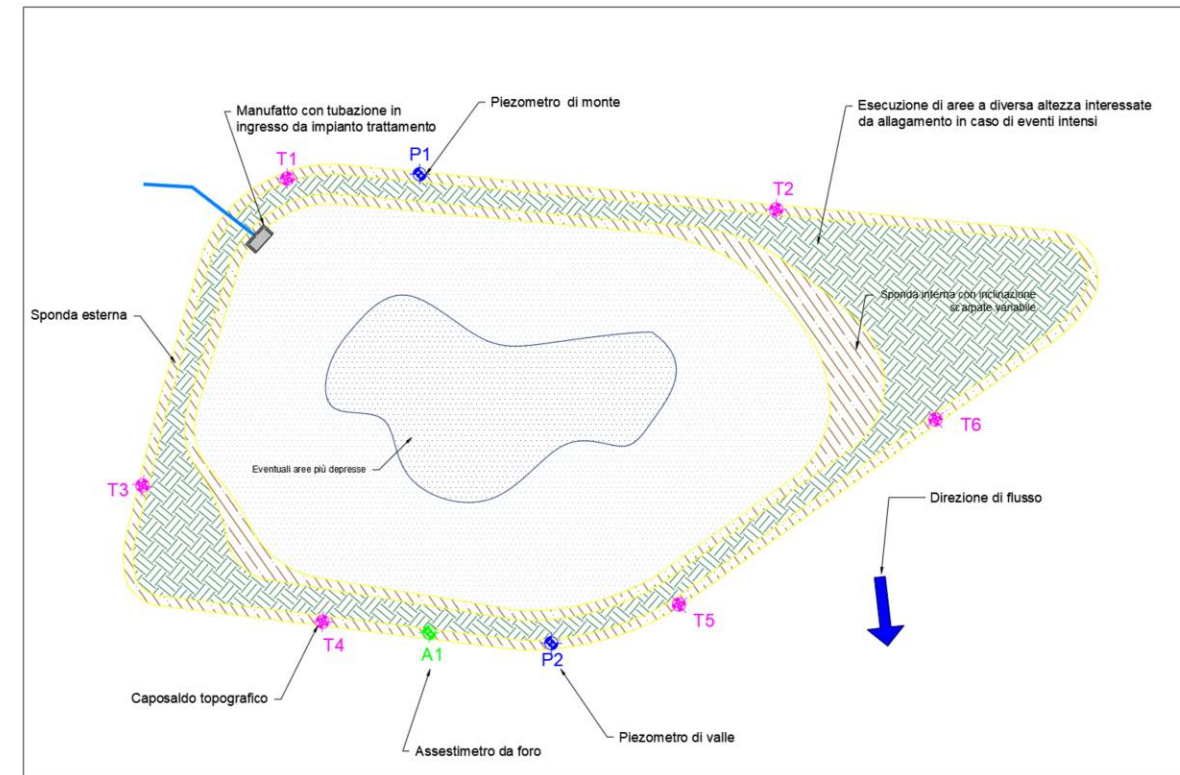 Piezometro di monte
Manufatto con tubazione in
ingresso da impianto trattamento
Esecuzione di aree a diversa altezza interessate
da allagamento in caso di eventi intensi
T1
P1
T2
Sponda interna con inclinazione
scarpate variabile
Sponda esterna
T6
Eventuali aree più depresse
T3
Direzione di flusso
T5
T4
A1
P2
Caposaldo topografico
Piezometro di valle
Assestimetro da foro